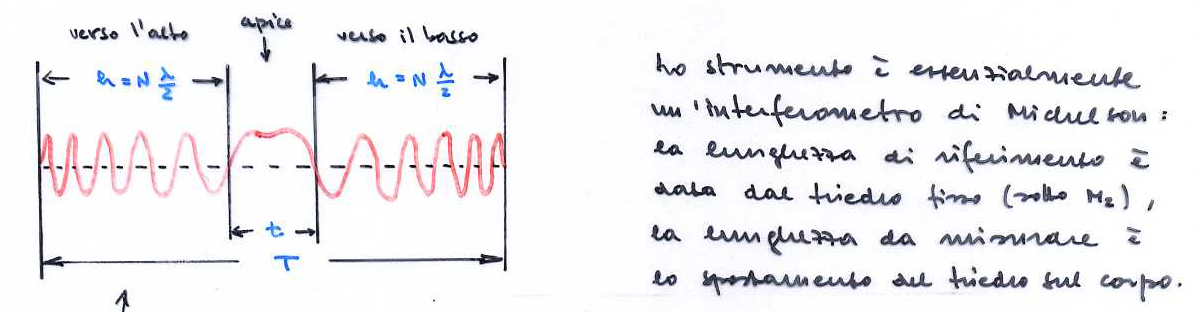 verso l'alto
apice
verso il basso
h = N λ/2
h = N λ/2
t
T
Lo strumento è essenzialmente
un'interferometro di Michelson:
la lunghezza di riferimento è
data dal triedro fisso (sotto M2),
la lunghezza da misurare è
lo spostamento del triedro sul corpo.